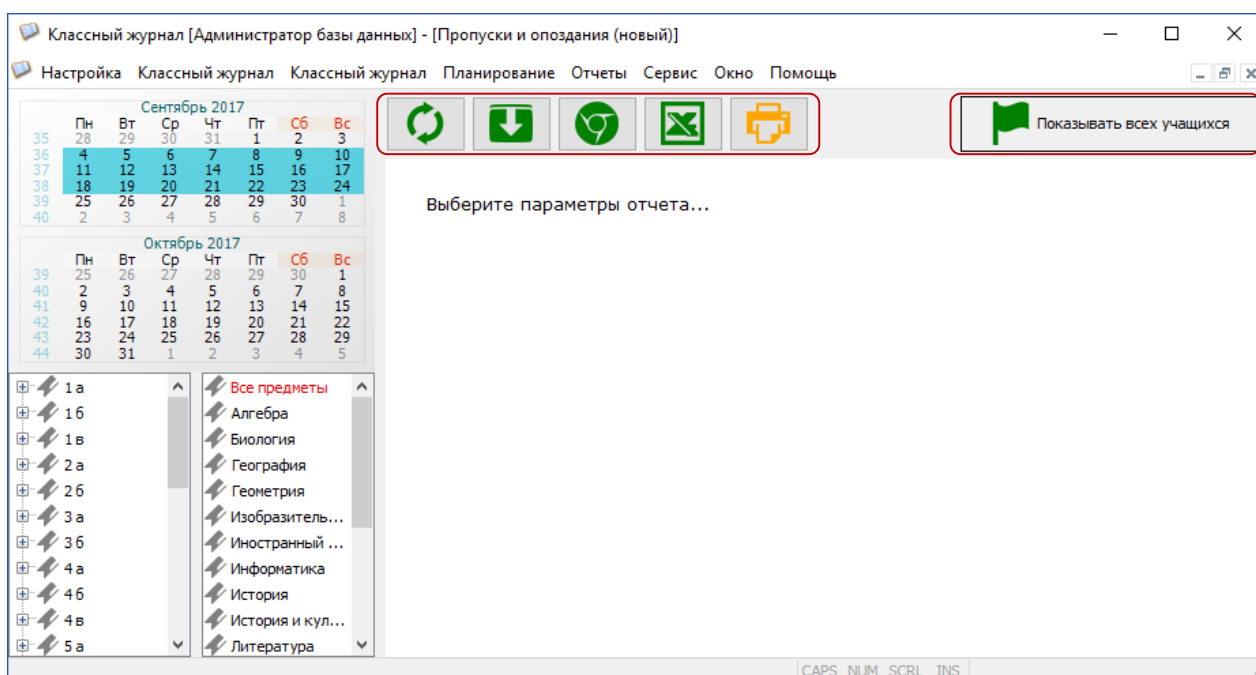 Классный журнал [Администратор базы данных] - [Пропуски и опоздания (новый)]
Настройка Классный журнал Классный журнал Планирование Отчеты Сервис Окно Помощь
Сентябрь 2017
Пн Вт Ср Чт Пт Сб Вс
35 28 29 30 31 1 2 3
36 4 5 6 7 8 9 10
37 11 12 13 14 15 16 17
38 18 19 20 21 22 23 24
39 25 26 27 28 29 30 1
40 2 3 4 5 6 7 8
Октябрь 2017
Пн Вт Ср Чт Пт Сб Вс
39 25 26 27 28 29 30 1
40 2 3 4 5 6 7 8
41 9 10 11 12 13 14 15
42 16 17 18 19 20 21 22
43 23 24 25 26 27 28 29
44 30 31 1 2 3 4 5
1 а
1 б
1 в
2 а
2 б
3 а
3 б
4 а
4 б
4 в
5 а
Все предметы
Алгебра
Биология
География
Геометрия
Изобразитель...
Иностранный ...
Информатика
История
История и кул...
Литература
Показывать всех учащихся
Выберите параметры отчета...
CAPS NUM SCRL INS